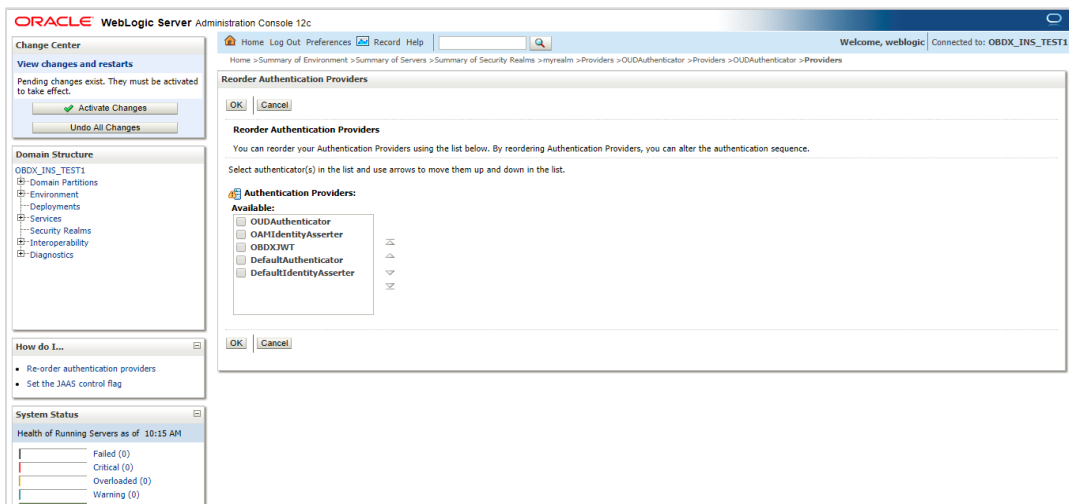 ORACLE WebLogic Server Administration Console 12c
Change Center
View changes and restarts
Pending changes exist. They must be activated
to take effect.
Activate Changes
Undo All Changes
Domain Structure
OBDX_INS_TEST1
Domain Partitions
Environment
Deployments
Services
Security Realms
Interoperability
Diagnostics
How do I...
Re-order authentication providers
Set the JAAS control flag
System Status
Health of Running Servers as of 10:15 AM
Failed (0)
Critical (0)
Overloaded (0)
Warning (0)
Home Log Out Preferences Record Help
Welcome, weblogic Connected to: OBDX_INS_TEST1
Home >Summary of Environment >Summary of Servers >Summary of Security Realms >myrealm >Providers >OUDAuthenticator >Providers >OUDAuthenticator >Providers
Reorder Authentication Providers
OK Cancel
Reorder Authentication Providers
You can reorder your Authentication Providers using the list below. By reordering Authentication Providers, you can alter the authentication sequence.
Select authenticator(s) in the list and use arrows to move them up and down in the list.
Authentication Providers:
Available:
OUDAuthenticator
OAMIdentityAsserter
OBDXJWT
DefaultAuthenticator
DefaultIdentityAsserter
OK Cancel